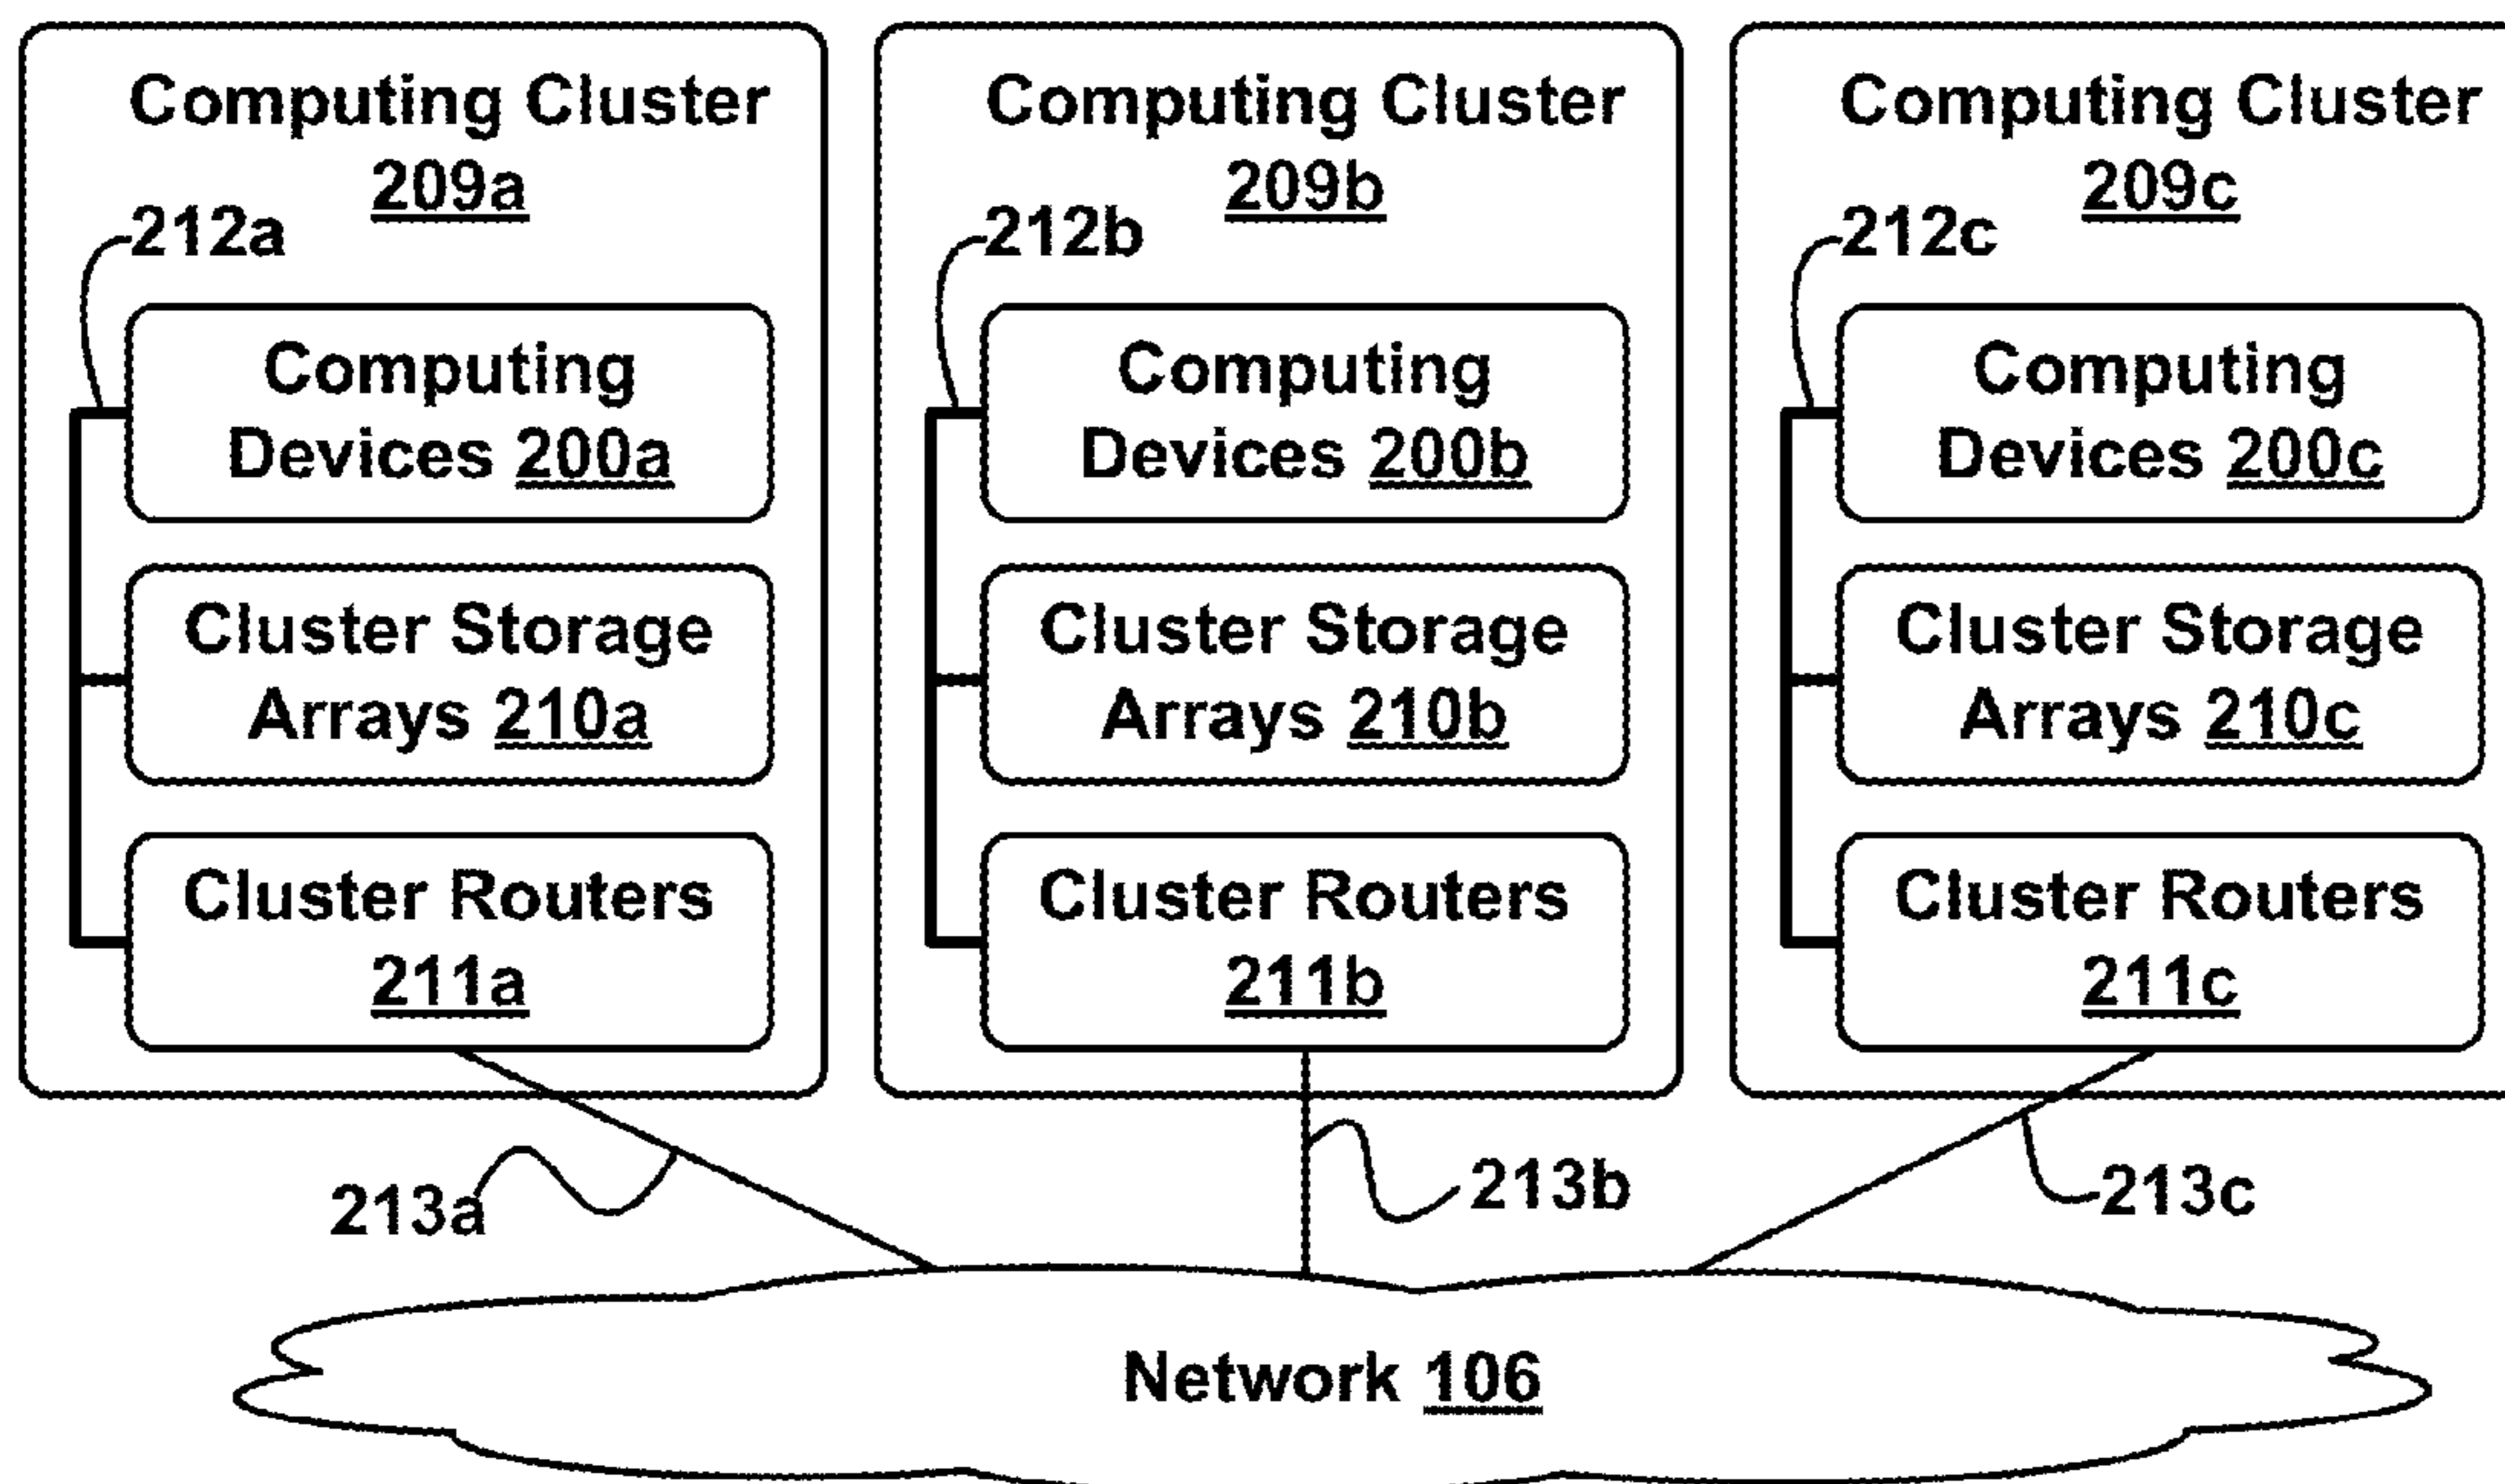 Computing Cluster
209a
212a
Computing
Devices 200a
Cluster Storage
Arrays 210a
Cluster Routers
211a
Computing Cluster
209b
212b
Computing
Devices 200b
Cluster Storage
Arrays 210b
Cluster Routers
211b
Computing Cluster
209c
212c
Computing
Devices 200c
Cluster Storage
Arrays 210c
Cluster Routers
211c
213a
213b
213c
Network 106